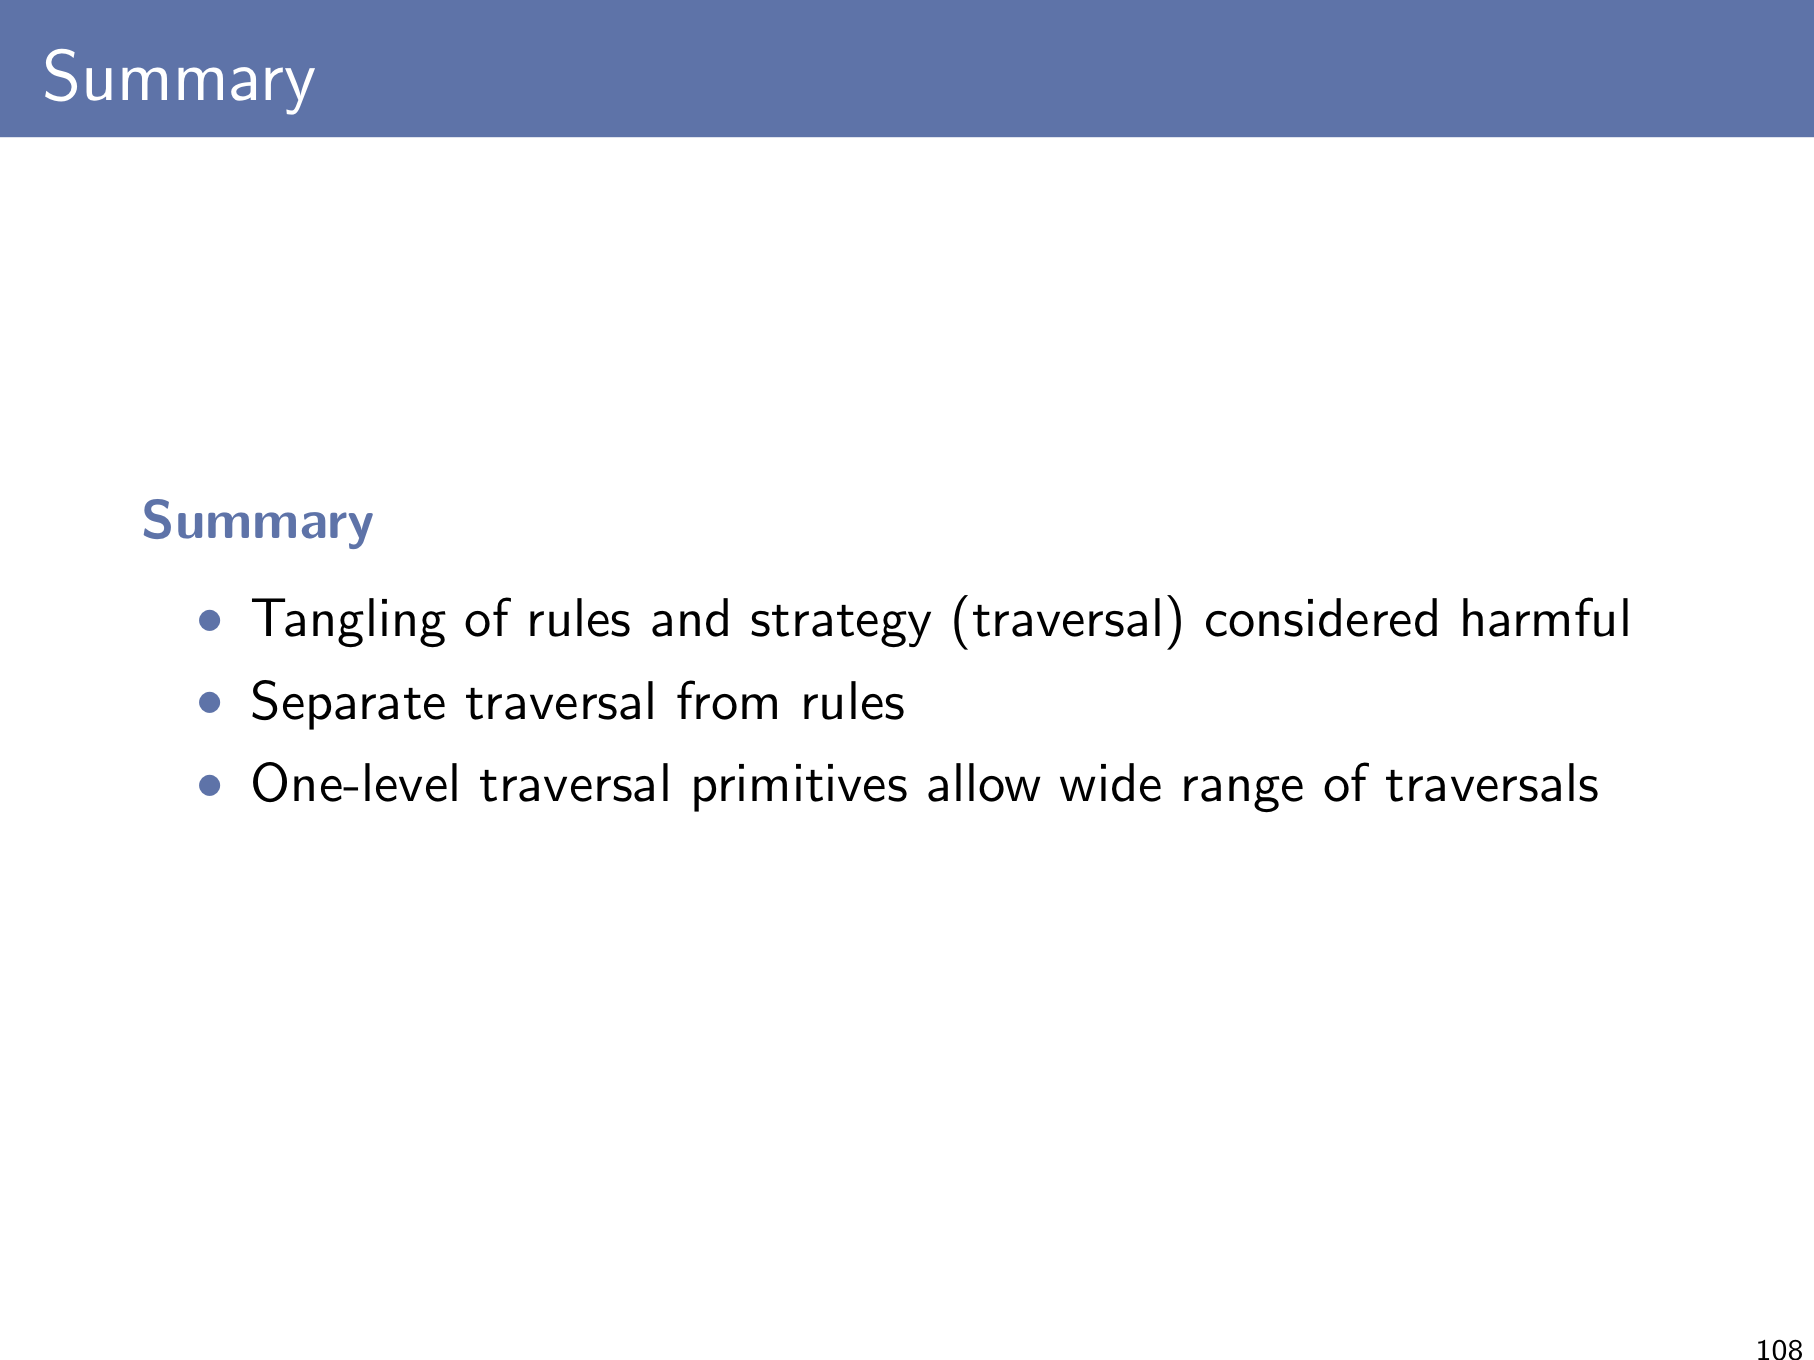 Summary
Summary
• Tangling of rules and strategy (traversal) considered harmful
• Separate traversal from rules
• One-level traversal primitives allow wide range of traversals
108